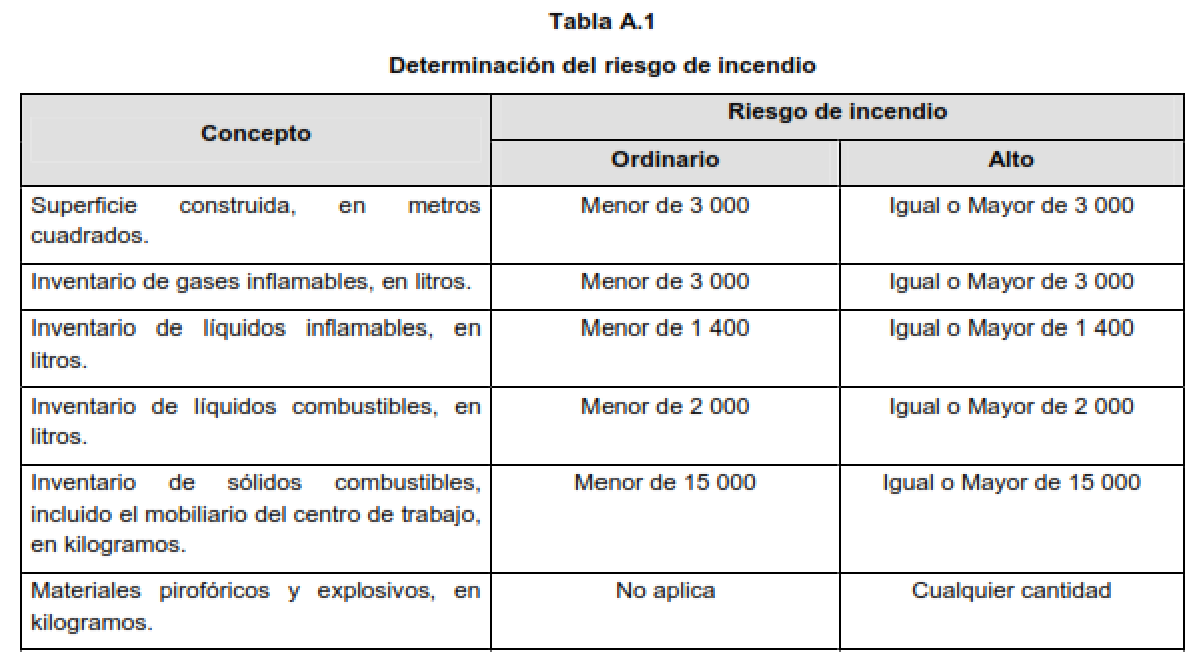 Tabla A.1
Determinación del riesgo de incendio
Concepto
Riesgo de incendio
Ordinario
Alto
Superficie construida, en metros
cuadrados.
Menor de 3 000
Igual o Mayor de 3 000
Inventario de gases inflamables, en litros.
Menor de 3 000
Igual o Mayor de 3 000
Inventario de líquidos inflamables, en
litros.
Menor de 1 400
Igual o Mayor de 1 400
Inventario de líquidos combustibles, en
litros.
Menor de 2 000
Igual o Mayor de 2 000
Inventario de sólidos combustibles,
incluido el mobiliario del centro de trabajo,
en kilogramos.
Menor de 15 000
Igual o Mayor de 15 000
Materiales pirofóricos y explosivos, en
kilogramos.
No aplica
Cualquier cantidad